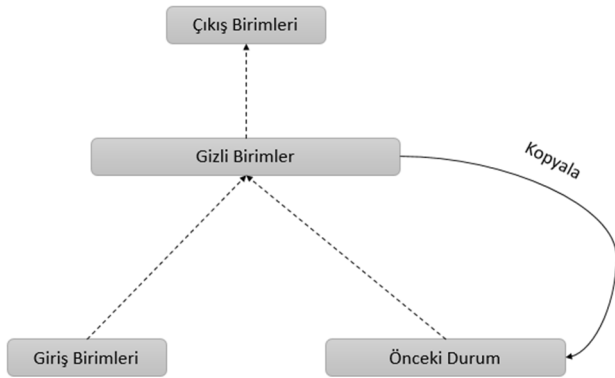 Çıkış Birimleri
Gizli Birimler
Kopyala
Giriş Birimleri
Önceki Durum